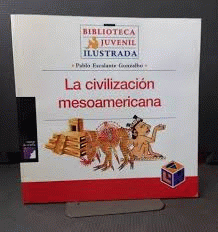 BIBLIOTECA
JUVENIL
ILUSTRADA
Pablo Escalante Gonzalbo
La civilización
mesoamericana